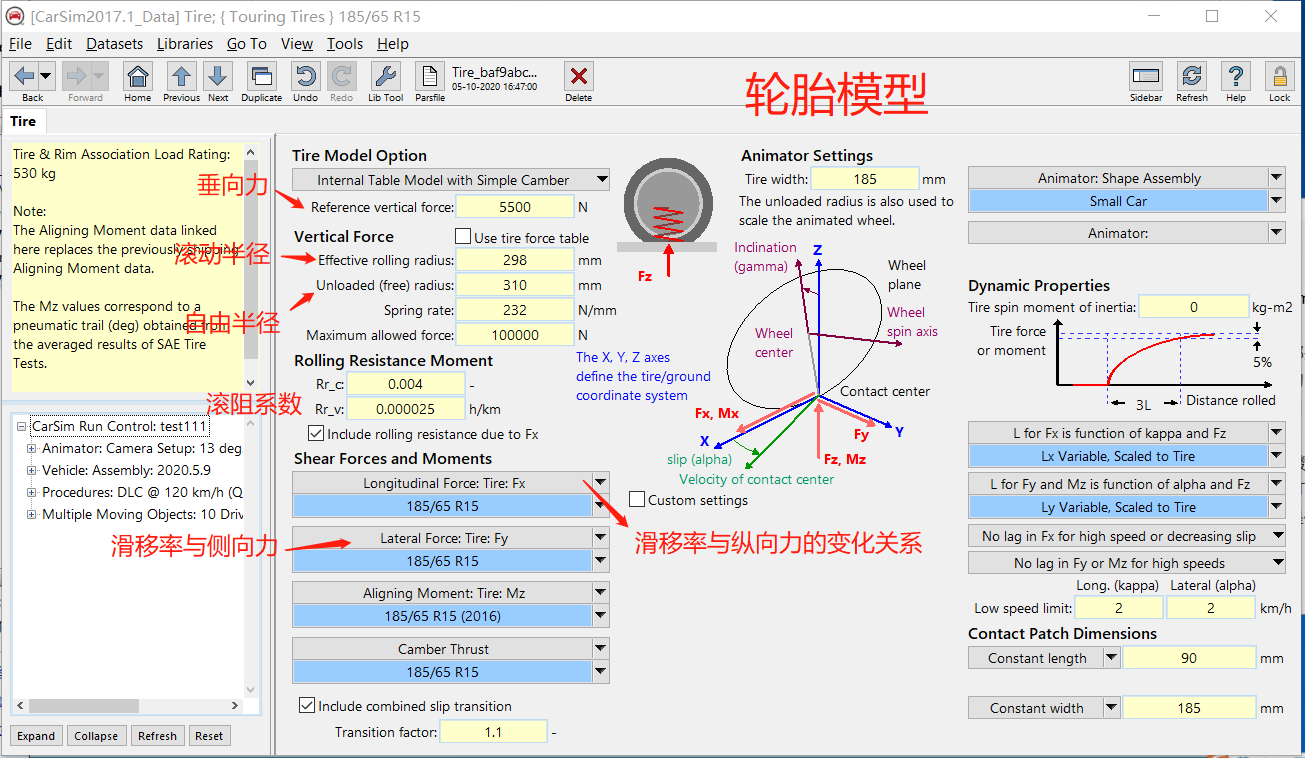 [CarSim2017.1_Data] Tire; { Touring Tires } 185/65 R15
File Edit Datasets Libraries Go To View Tools Help
Back Forward Home Previous Next Duplicate Undo Redo Lib Tool Parsfile
Tire_baf9abc...
05-10-2020 16:47:00
Delete
轮胎模型
Sidebar Refresh Help Lock
Tire
Tire & Rim Association Load Rating:
530 kg
Note:
The Aligning Moment data linked
here replaces the previously shipping
Aligning Moment data.
The Mz values correspond to a
pneumatic trail (deg) obtained from
the averaged results of SAE Tire
Tests.
垂向力
滚动半径
自由半径
滚阻系数
滑移率与侧向力
CarSim Run Control: test111
Animator: Camera Setup: 13 deg
Vehicle: Assembly: 2020.5.9
Procedures: DLC @ 120 km/h (Q
Multiple Moving Objects: 10 Driv
Expand Collapse Refresh Reset
Tire Model Option
Internal Table Model with Simple Camber
Reference vertical force: 5500 N
Vertical Force Use tire force table
Effective rolling radius: 298 mm
Unloaded (free) radius: 310 mm
Spring rate: 232 N/mm
Maximum allowed force: 100000 N
Rolling Resistance Moment
Rr_c: 0.004 -
Rr_v: 0.000025 h/km
Include rolling resistance due to Fx
Shear Forces and Moments
Longitudinal Force: Tire: Fx
185/65 R15
Lateral Force: Tire: Fy
185/65 R15
Aligning Moment: Tire: Mz
185/65 R15 (2016)
Camber Thrust
185/65 R15
Include combined slip transition
Transition factor: 1.1 -
Fz
The X, Y, Z axes
define the tire/ground
coordinate system
Animator Settings
Tire width: 185 mm
The unloaded radius is also used to
scale the animated wheel.
Inclination
(gamma)
Z
Wheel
plane
Wheel
spin axis
Wheel
center
Contact center
Fx, Mx
X
Fy
Y
Fz, Mz
slip (alpha)
Velocity of contact center
Custom settings
滑移率与纵向力的变化关系
Animator: Shape Assembly
Small Car
Animator:
Dynamic Properties
Tire spin moment of inertia: 0 kg-m2
Tire force
or moment
5%
3L
Distance rolled
L for Fx is function of kappa and Fz
Lx Variable, Scaled to Tire
L for Fy and Mz is function of alpha and Fz
Ly Variable, Scaled to Tire
No lag in Fx for high speed or decreasing slip
No lag in Fy or Mz for high speeds
Long. (kappa) Lateral (alpha)
Low speed limit: 2 2 km/h
Contact Patch Dimensions
Constant length 90 mm
Constant width 185 mm